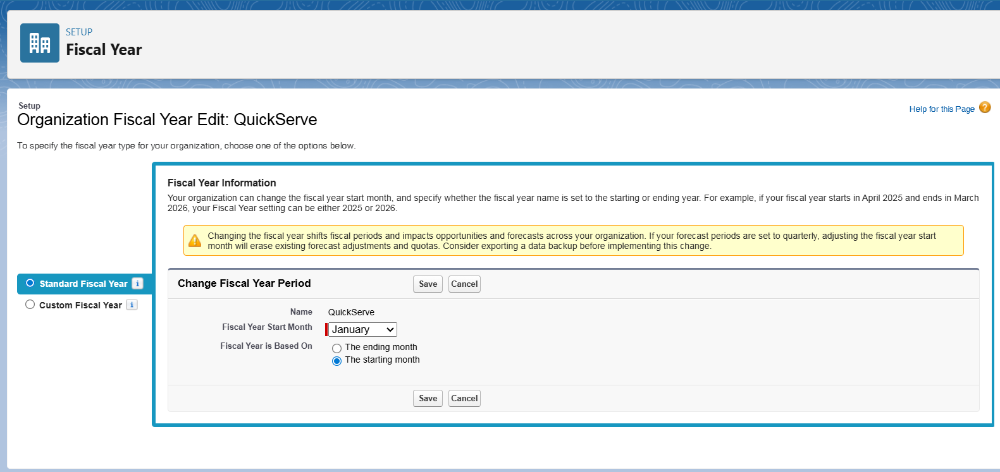 SETUP
Fiscal Year
Setup
Organization Fiscal Year Edit: QuickServe
Help for this Page ?
To specify the fiscal year type for your organization, choose one of the options below.
Standard Fiscal Year i
Custom Fiscal Year i
Fiscal Year Information
Your organization can change the fiscal year start month, and specify whether the fiscal year name is set to the starting or ending year. For example, if your fiscal year starts in April 2025 and ends in March
2026, your Fiscal Year setting can be either 2025 or 2026.
Changing the fiscal year shifts fiscal periods and impacts opportunities and forecasts across your organization. If your forecast periods are set to quarterly, adjusting the fiscal year start
month will erase existing forecast adjustments and quotas. Consider exporting a data backup before implementing this change.
Change Fiscal Year Period Save Cancel
Name QuickServe
Fiscal Year Start Month January
Fiscal Year is Based On The ending month
The starting month
Save Cancel